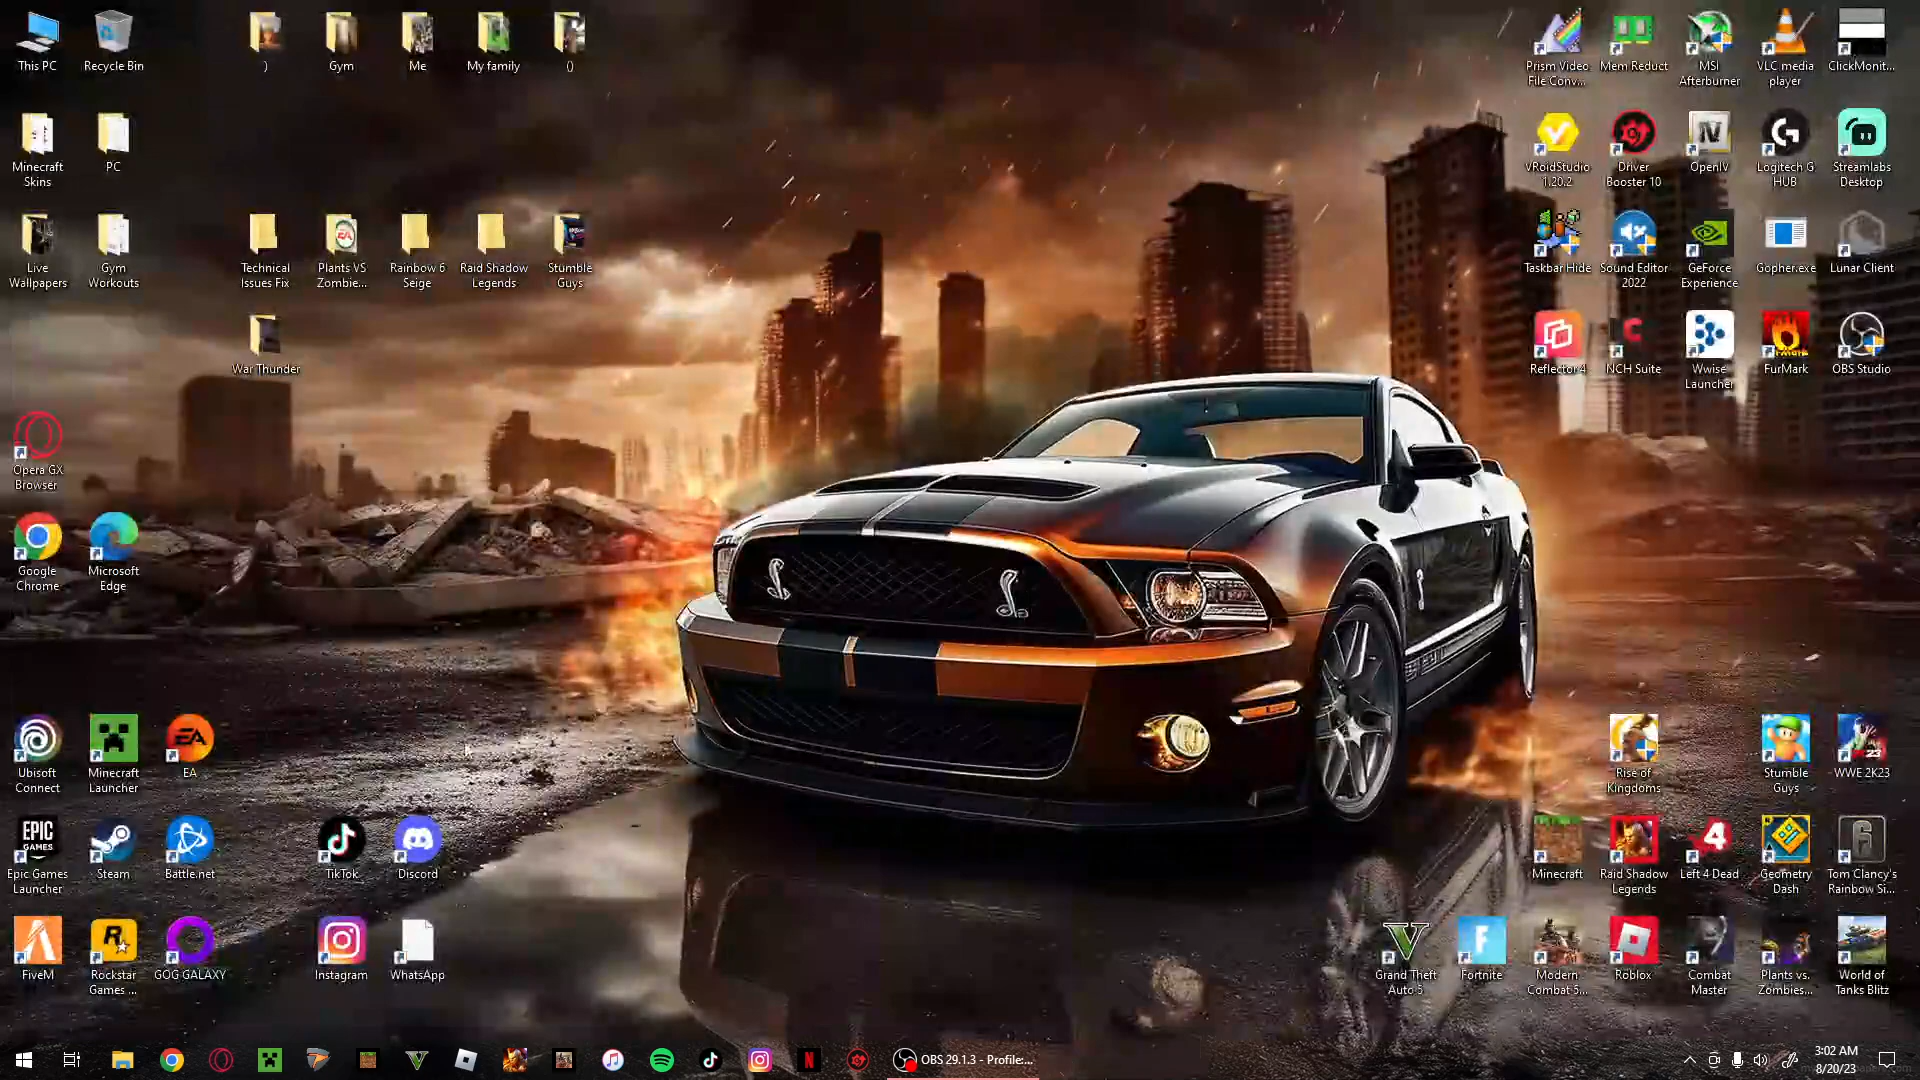 This PC
Recycle Bin
)
Gym
Me
My family
()
Prism Video
File Conv...
Mem Reduct
MSI
Afterburner
VLC media
player
ClickMonit...
Minecraft
Skins
PC
VRoidStudio
1.20.2
Driver
Booster 10
OpenIV
Logitech G
HUB
Streamlabs
Desktop
Live
Wallpapers
Gym
Workouts
Technical
Issues Fix
Plants VS
Zombie...
Rainbow 6
Seige
Raid Shadow
Legends
Stumble
Guys
Taskbar Hide
Sound Editor
2022
GeForce
Experience
Gopher.exe
Lunar Client
War Thunder
Reflector 4
NCH Suite
Wwise
Launcher
FurMark
OBS Studio
Opera GX
Browser
Google
Chrome
Microsoft
Edge
Ubisoft
Connect
Minecraft
Launcher
EA
EA
Rise of
Kingdoms
Stumble
Guys
WWE 2K23
EPIC
GAMES
Epic Games
Launcher
Steam
Battle.net
TikTok
Discord
Minecraft
Raid Shadow
Legends
Left 4 Dead
Geometry
Dash
Tom Clancy's
Rainbow Si...
FiveM
Rockstar
Games ...
GOG GALAXY
Instagram
WhatsApp
Grand Theft
Auto 5
Fortnite
Modern
Combat 5...
Roblox
Combat
Master
Plants vs.
Zombies...
World of
Tanks Blitz
OBS 29.1.3 - Profile:...
3:02 AM
8/20/23